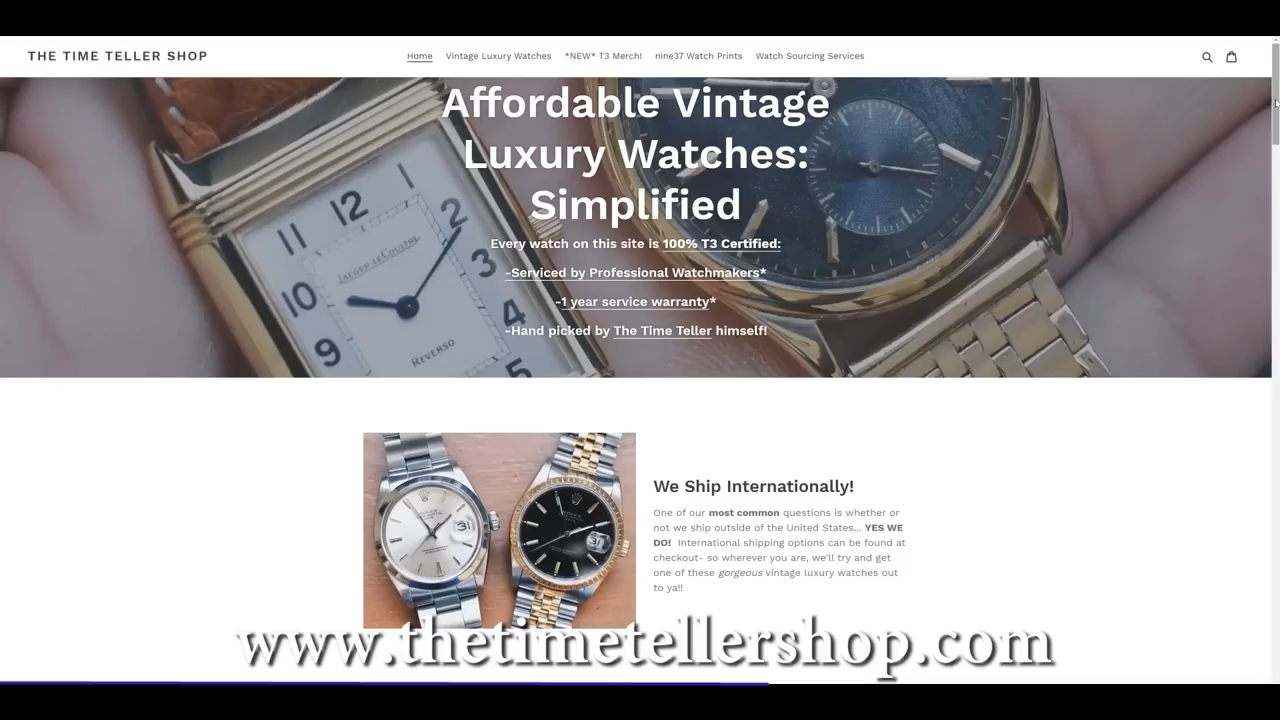 THE TIME TELLER SHOP
Home Vintage Luxury Watches *NEW* T3 Merch! nine37 Watch Prints Watch Sourcing Services
Affordable Vintage
Luxury Watches:
Simplified
Every watch on this site is 100% T3 Certified:
-Serviced by Professional Watchmakers*
-1 year service warranty*
-Hand picked by The Time Teller himself!
11 12 1
10 2
9 3
4
5
JAEGER-LECOULTRE
REVERSO
We Ship Internationally!
One of our most common questions is whether or
not we ship outside of the United States... YES WE
DO! International shipping options can be found at
checkout- so wherever you are, we'll try and get
one of these gorgeous vintage luxury watches out
to ya!!
31
31
www.thetimetellershop.com